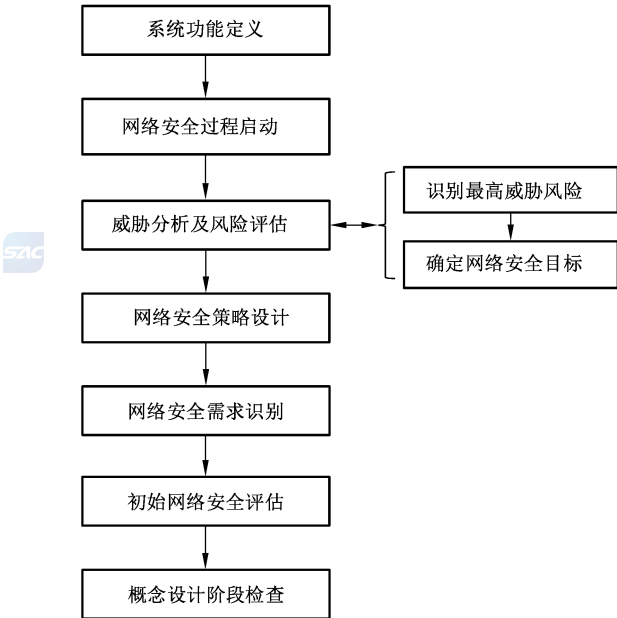 系统功能定义
网络安全过程启动
威胁分析及风险评估
识别最高威胁风险
确定网络安全目标
网络安全策略设计
网络安全需求识别
初始网络安全评估
概念设计阶段检查
SAC